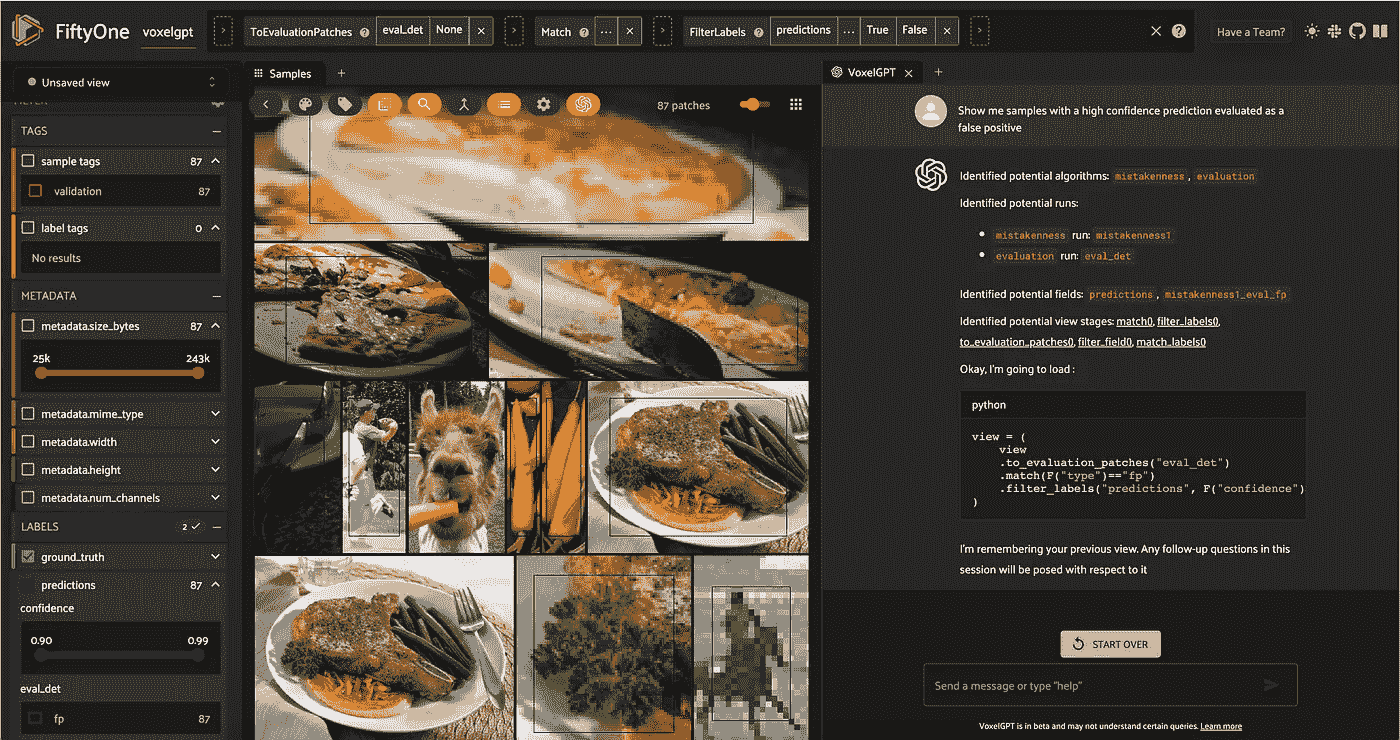 FiftyOne
voxelgpt
ToEvaluationPatches ? eval_det None ×
Match ? ... ×
FilterLabels ? predictions ... True False ×
× ?
Have a Team?
Unsaved view
TAGS
sample tags 87
validation 87
label tags 0
No results
METADATA
metadata.size_bytes 87
25k 243k
metadata.mime_type
metadata.width
metadata.height
metadata.num_channels
LABELS 2 ✓
ground_truth
predictions 87
confidence
0.90 0.99
eval_det
fp 87
Samples +
87 patches
VoxelGPT × +
Show me samples with a high confidence prediction evaluated as a
false positive
Identified potential algorithms: mistakenness , evaluation
Identified potential runs:
• mistakenness run: mistakenness1
• evaluation run: eval_det
Identified potential fields: predictions , mistakenness1_eval_fp
Identified potential view stages: match(), filter_labels(),
to_evaluation_patches(), filter_field(), match_labels()
Okay, I'm going to load :
python
view = (
view
.to_evaluation_patches("eval_det")
.match(F("type")=="fp")
.filter_labels("predictions", F("confidence")
)
I'm remembering your previous view. Any follow-up questions in this
session will be posed with respect to it
START OVER
Send a message or type "help"
VoxelGPT is in beta and may not understand certain queries. Learn more